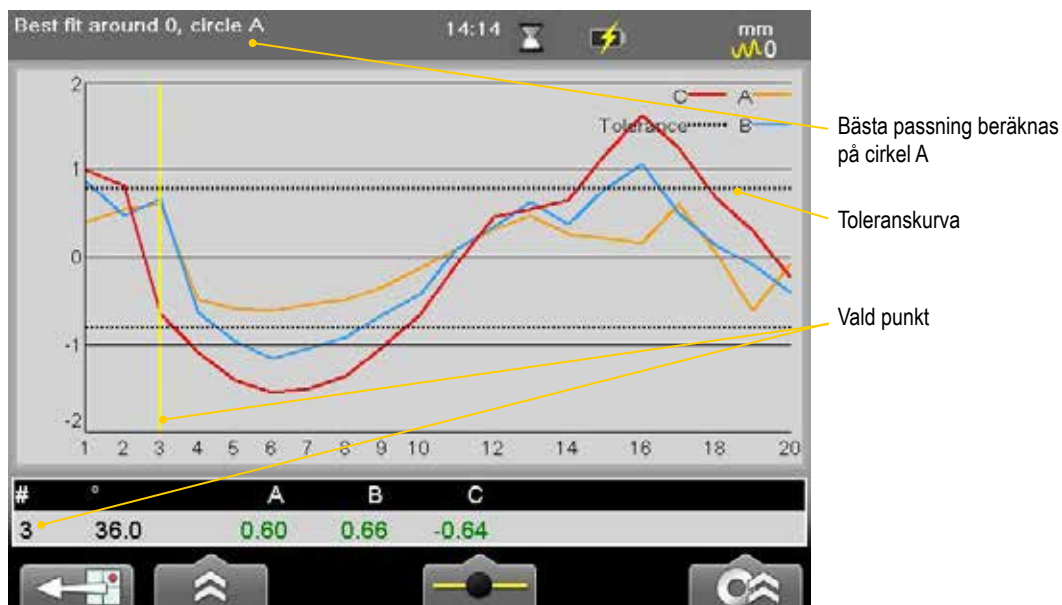 Best fit around 0, circle A
14:14
mm
0
2
C A
Tolerance B
1
0
-1
-2
1 2 3 4 5 6 7 8 9 10 12 14 16 18 20
# ° A B C
3 36.0 0.60 0.66 -0.64
Bästa passning beräknas
på cirkel A
Toleranskurva
Vald punkt